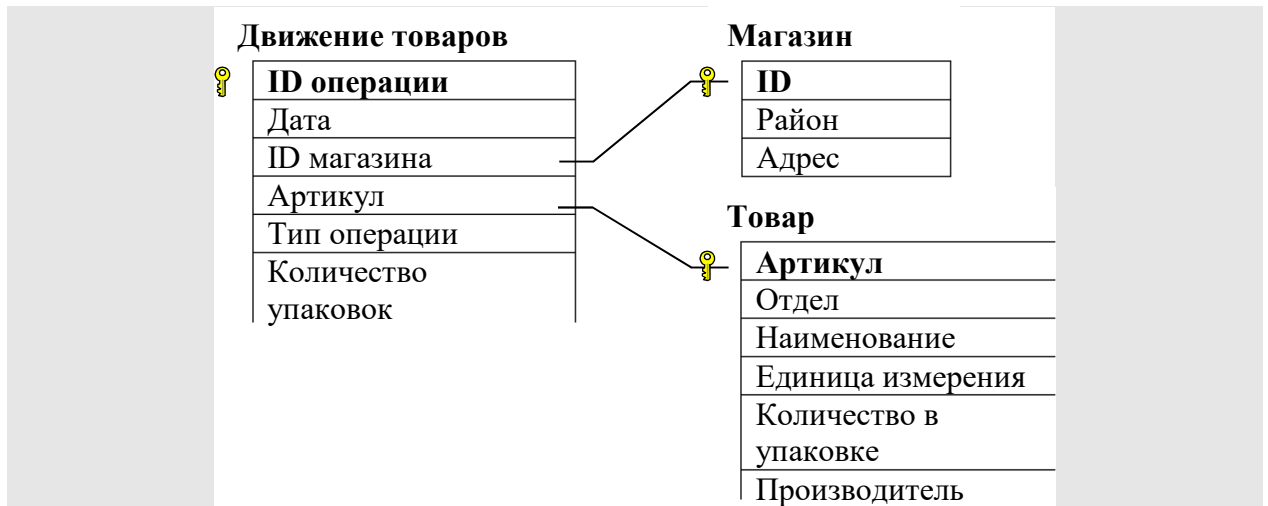 Движение товаров
ID операции
Дата
ID магазина
Артикул
Тип операции
Количество
упаковок
Магазин
ID
Район
Адрес
Товар
Артикул
Отдел
Наименование
Единица измерения
Количество в
упаковке
Производитель